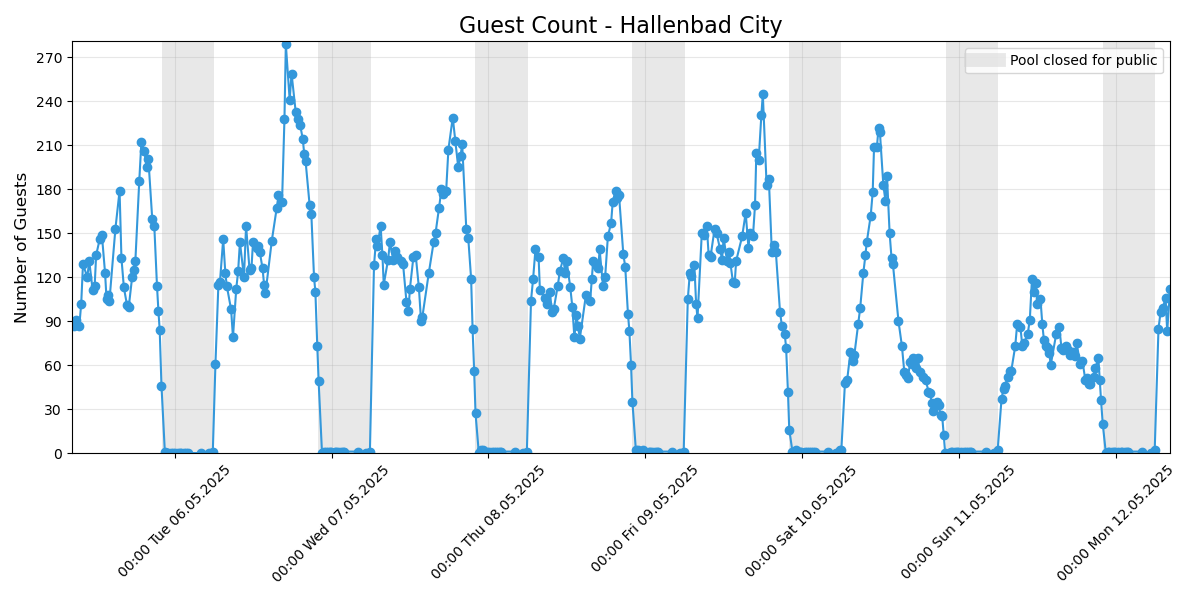 Guest Count - Hallenbad City
Pool closed for public
Number of Guests
270
240
210
180
150
120
90
60
30
0
00:00 Tue 06.05.2025
00:00 Wed 07.05.2025
00:00 Thu 08.05.2025
00:00 Fri 09.05.2025
00:00 Sat 10.05.2025
00:00 Sun 11.05.2025
00:00 Mon 12.05.2025